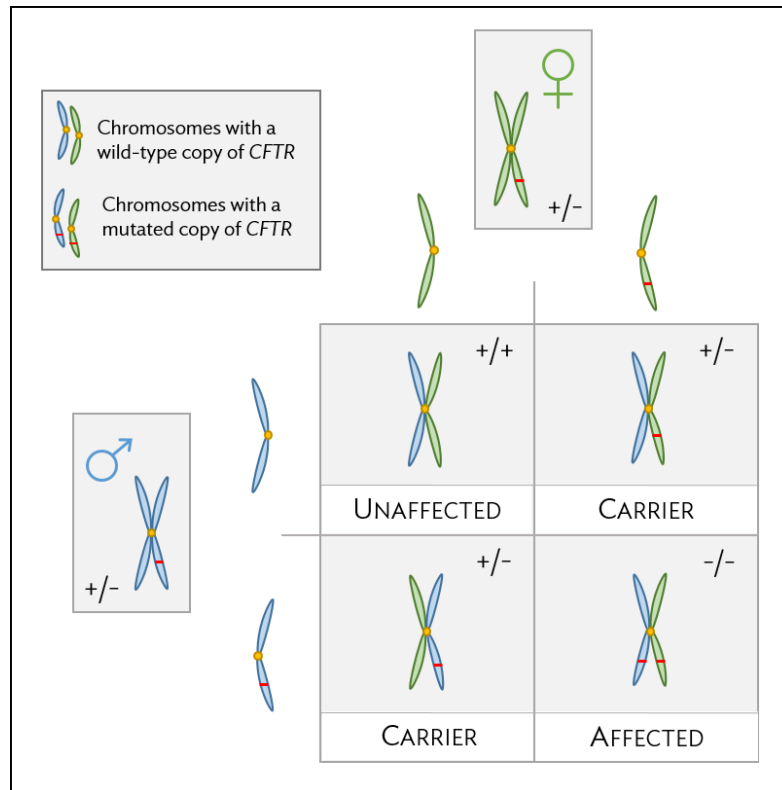 Chromosomes with a
wild-type copy of CFTR
Chromosomes with a
mutated copy of CFTR
+/-
+/+
+/-
UNAFFECTED
CARRIER
+/-
+/-
-/-
CARRIER
AFFECTED